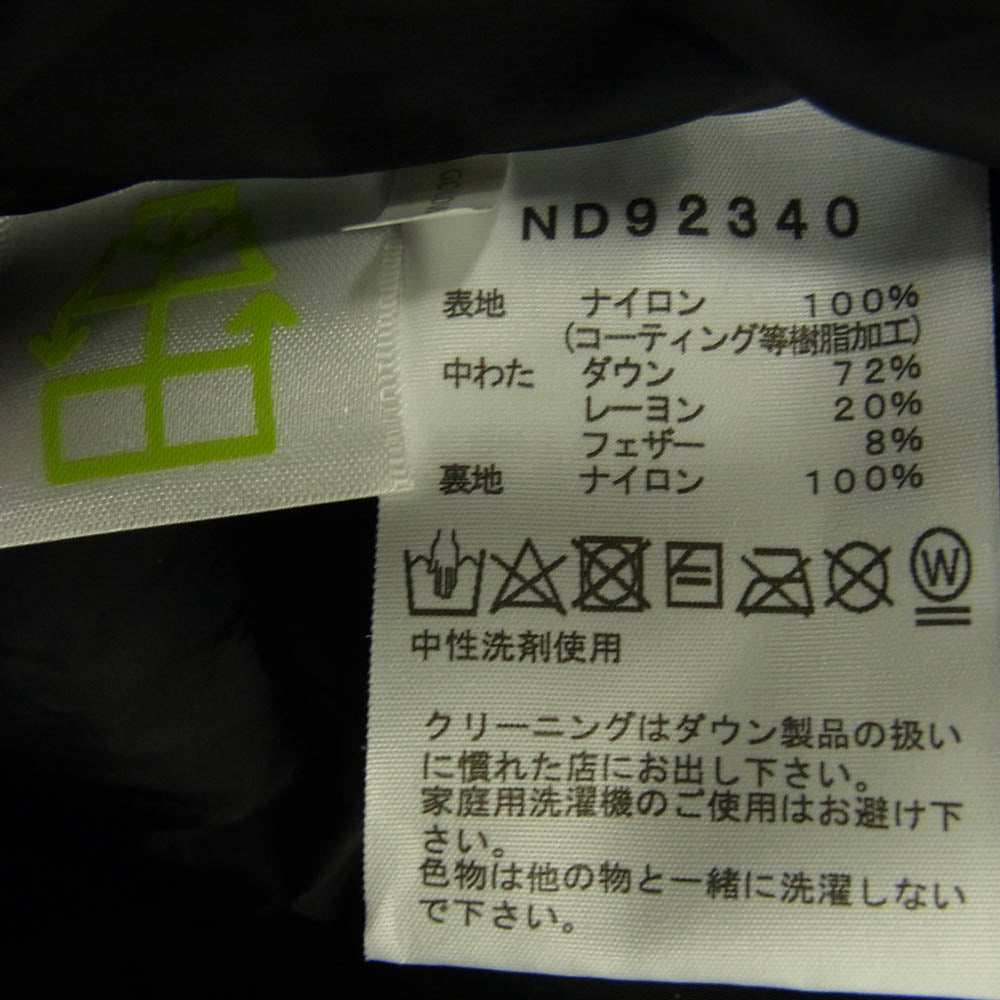 ND92340
表地 ナイロン 100%
(コーティング等樹脂加工)
中わた ダウン 72%
レーヨン 20%
フェザー 8%
裏地 ナイロン 100%
W
中性洗剤使用
クリーニングはダウン製品の扱い
に慣れた店にお出し下さい。
家庭用洗濯機のご使用はお避け下
さい。
色物は他の物と一緒に洗濯しない
で下さい。